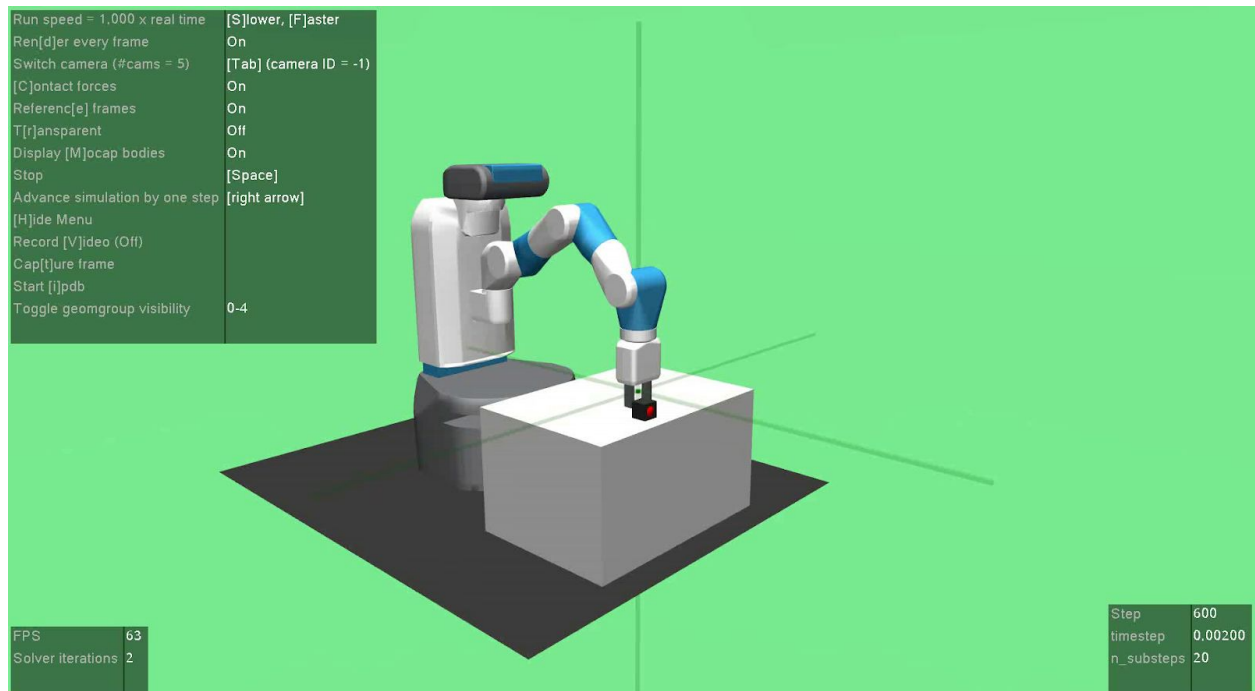 Run speed = 1,000 x real time [S]lower, [F]aster
Ren[d]er every frame On
Switch camera (#cams = 5) [Tab] (camera ID = -1)
[C]ontact forces On
Referenc[e] frames On
T[r]ansparent Off
Display [M]ocap bodies On
Stop [Space]
Advance simulation by one step [right arrow]
[H]ide Menu
Record [V]ideo (Off)
Cap[t]ure frame
Start [i]pdb
Toggle geomgroup visibility 0-4
FPS 63
Solver iterations 2
Step 600
timestep 0.00200
n_substeps 20